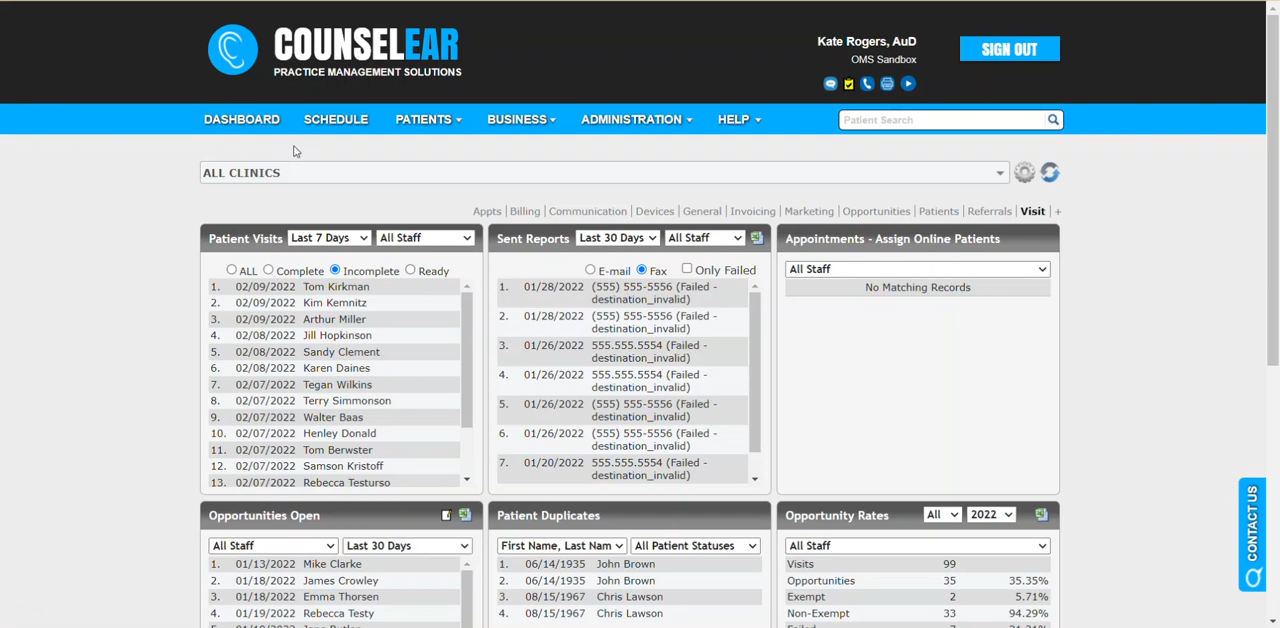 COUNSELEAR
PRACTICE MANAGEMENT SOLUTIONS
Kate Rogers, AuD
OMS Sandbox
SIGN OUT
DASHBOARD SCHEDULE PATIENTS BUSINESS ADMINISTRATION HELP Patient Search
ALL CLINICS
Appts | Billing | Communication | Devices | General | Invoicing | Marketing | Opportunities | Patients | Referrals | Visit | +
Patient Visits Last 7 Days All Staff
ALL Complete Incomplete Ready
1. 02/09/2022 Tom Kirkman
2. 02/09/2022 Kim Kemnitz
3. 02/09/2022 Arthur Miller
4. 02/08/2022 Jill Hopkinson
5. 02/08/2022 Sandy Clement
6. 02/08/2022 Karen Daines
7. 02/07/2022 Tegan Wilkins
8. 02/07/2022 Terry Simmonson
9. 02/07/2022 Walter Baas
10. 02/07/2022 Henley Donald
11. 02/07/2022 Tom Berwster
12. 02/07/2022 Samson Kristoff
13. 02/07/2022 Rebecca Testurso
Sent Reports Last 30 Days All Staff
E-mail Fax Only Failed
1. 01/28/2022 (555) 555-5556 (Failed -
destination_invalid)
2. 01/28/2022 (555) 555-5556 (Failed -
destination_invalid)
3. 01/26/2022 555.555.5554 (Failed -
destination_invalid)
4. 01/26/2022 555.555.5554 (Failed -
destination_invalid)
5. 01/26/2022 (555) 555-5556 (Failed -
destination_invalid)
6. 01/26/2022 (555) 555-5556 (Failed -
destination_invalid)
7. 01/20/2022 555.555.5554 (Failed -
destination_invalid)
Appointments - Assign Online Patients
All Staff
No Matching Records
Opportunities Open
All Staff Last 30 Days
1. 01/13/2022 Mike Clarke
2. 01/18/2022 James Crowley
3. 01/18/2022 Emma Thorsen
4. 01/19/2022 Rebecca Testy
Patient Duplicates
First Name, Last Nam All Patient Statuses
1. 06/14/1935 John Brown
2. 06/14/1935 John Brown
3. 08/15/1967 Chris Lawson
4. 08/15/1967 Chris Lawson
Opportunity Rates All 2022
All Staff
Visits 99
Opportunities 35 35.35%
Exempt 2 5.71%
Non-Exempt 33 94.29%
CONTACT US